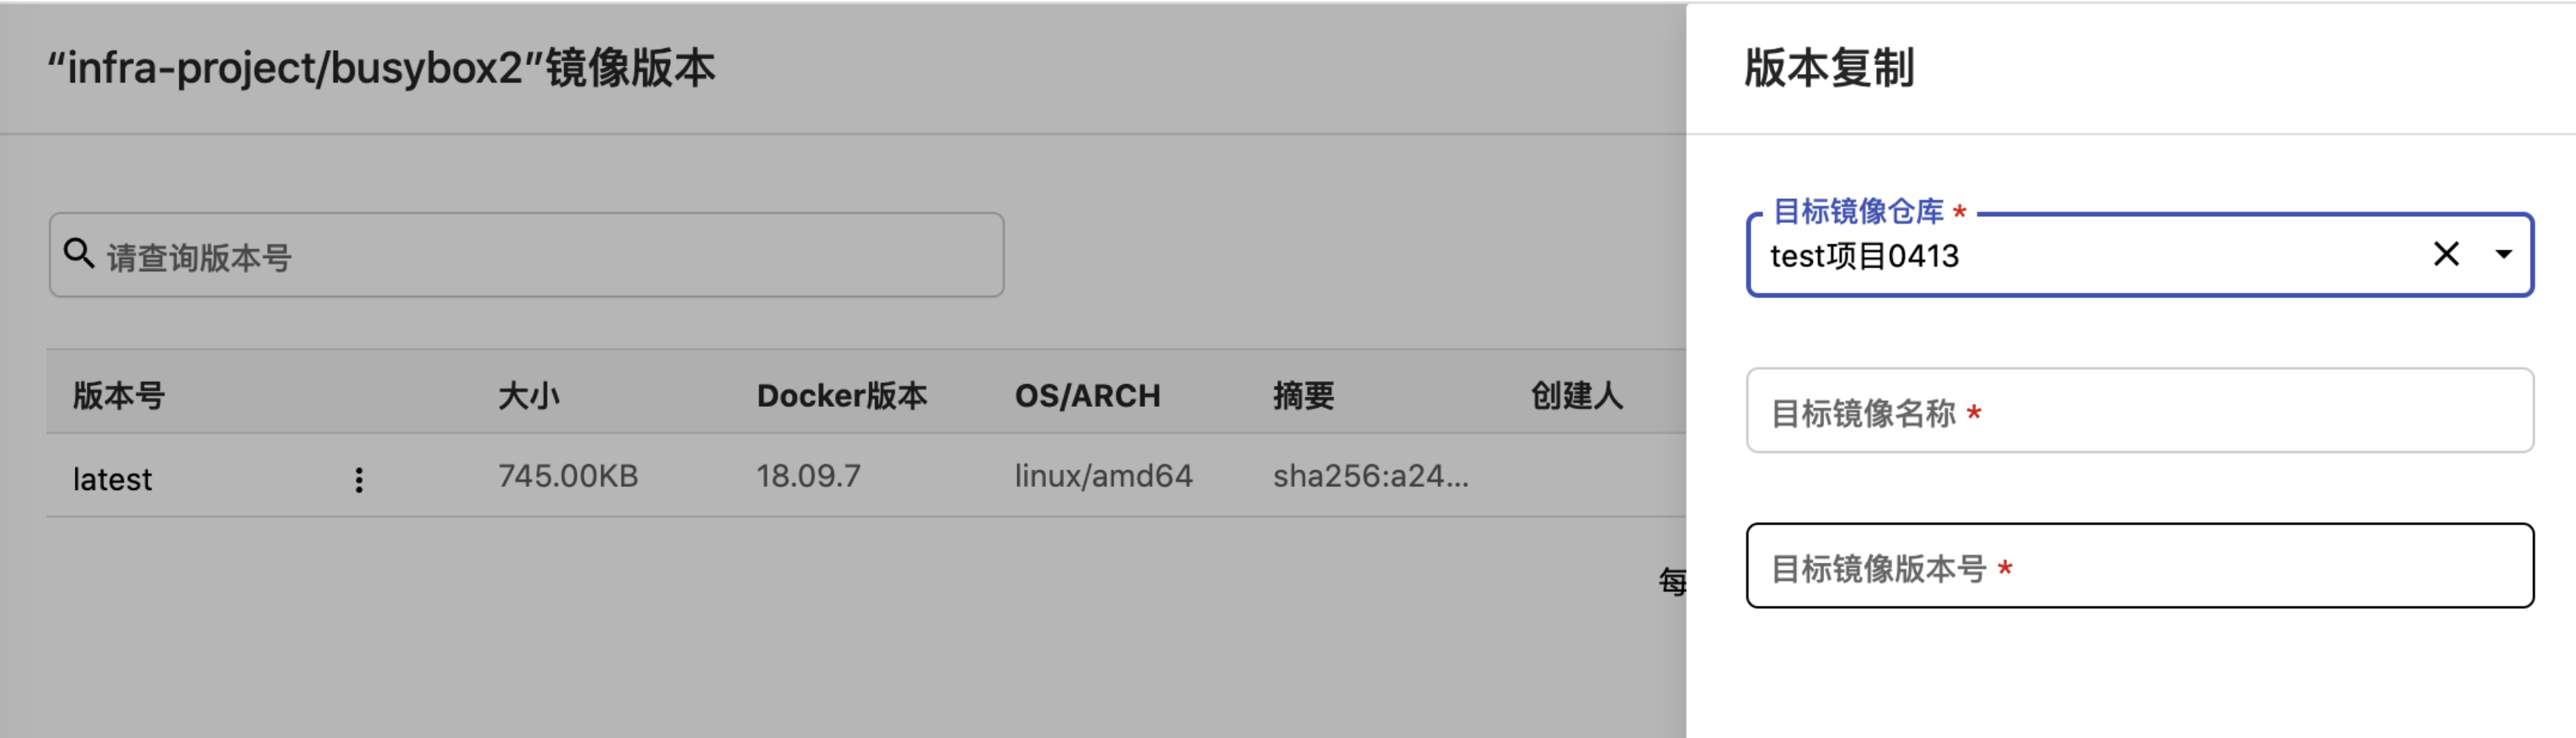 “infra-project/busybox2”镜像版本
请查询版本号
版本号 大小 Docker版本 OS/ARCH 摘要 创建人
latest 745.00KB 18.09.7 linux/amd64 sha256:a24...
每
版本复制
目标镜像仓库 *
test项目0413
目标镜像名称 *
目标镜像版本号 *